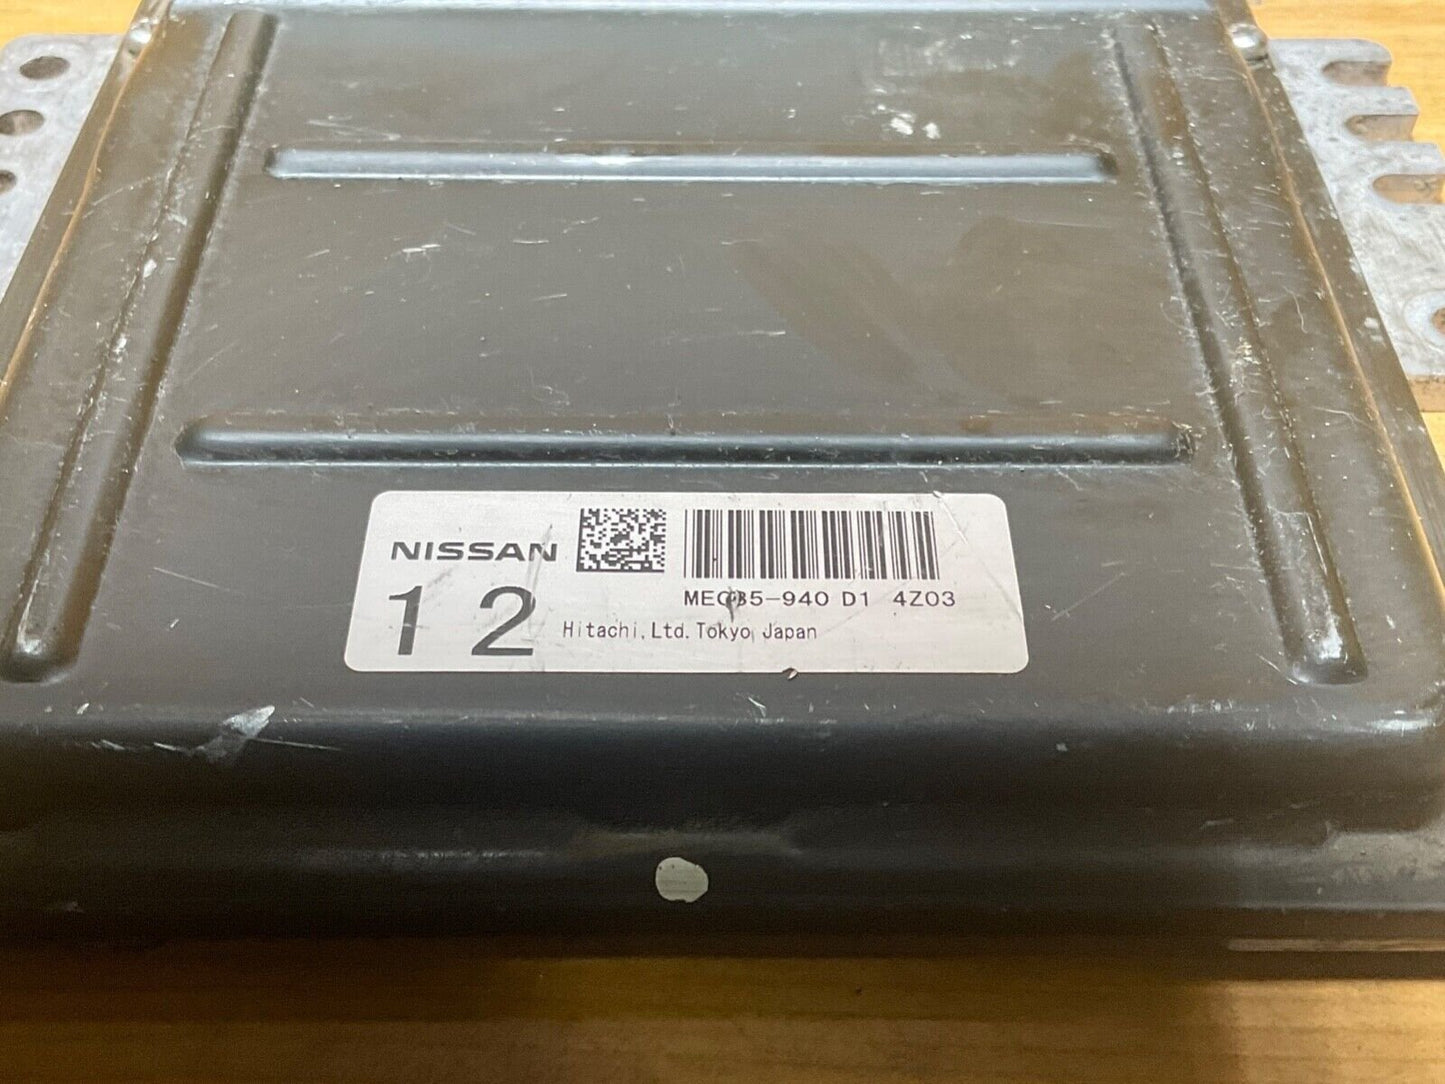 NISSAN
12
MEC35-940 D1 4Z03
Hitachi, Ltd. Tokyo, Japan